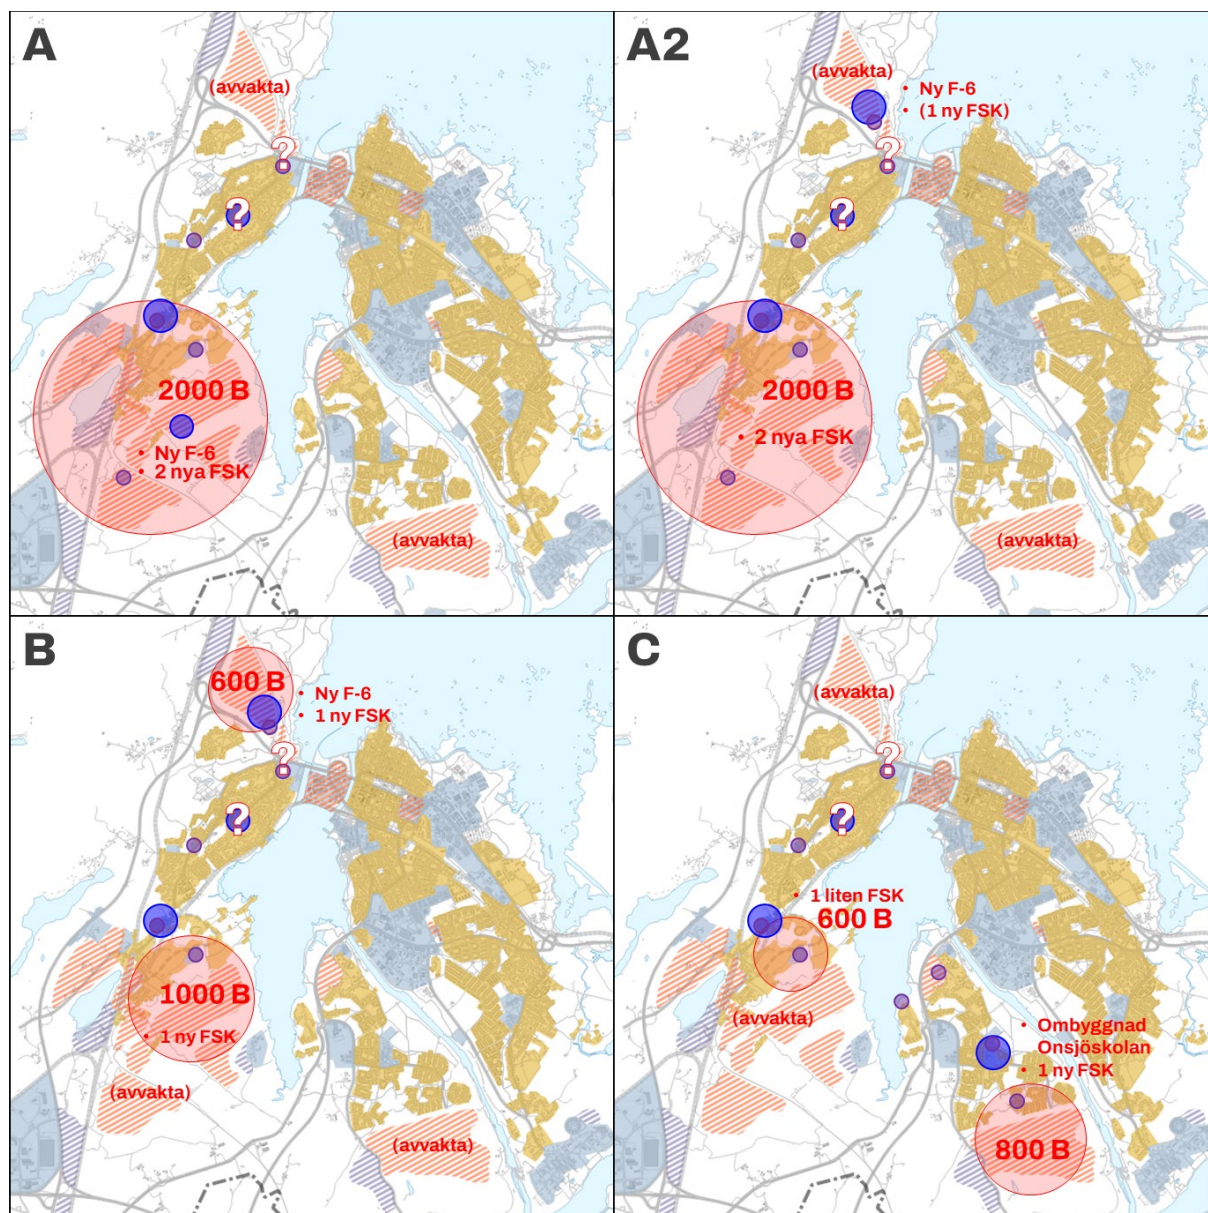 A
(avvakta)
?
?
2000 B
• Ny F-6
• 2 nya FSK
(avvakta)
A2
(avvakta)
• Ny F-6
• (1 ny FSK)
?
?
2000 B
• 2 nya FSK
(avvakta)
B
600 B
• Ny F-6
• 1 ny FSK
?
?
1000 B
• 1 ny FSK
(avvakta)
(avvakta)
C
(avvakta)
?
?
• 1 liten FSK
600 B
(avvakta)
• Ombyggnad
Onsjöskolan
• 1 ny FSK
800 B